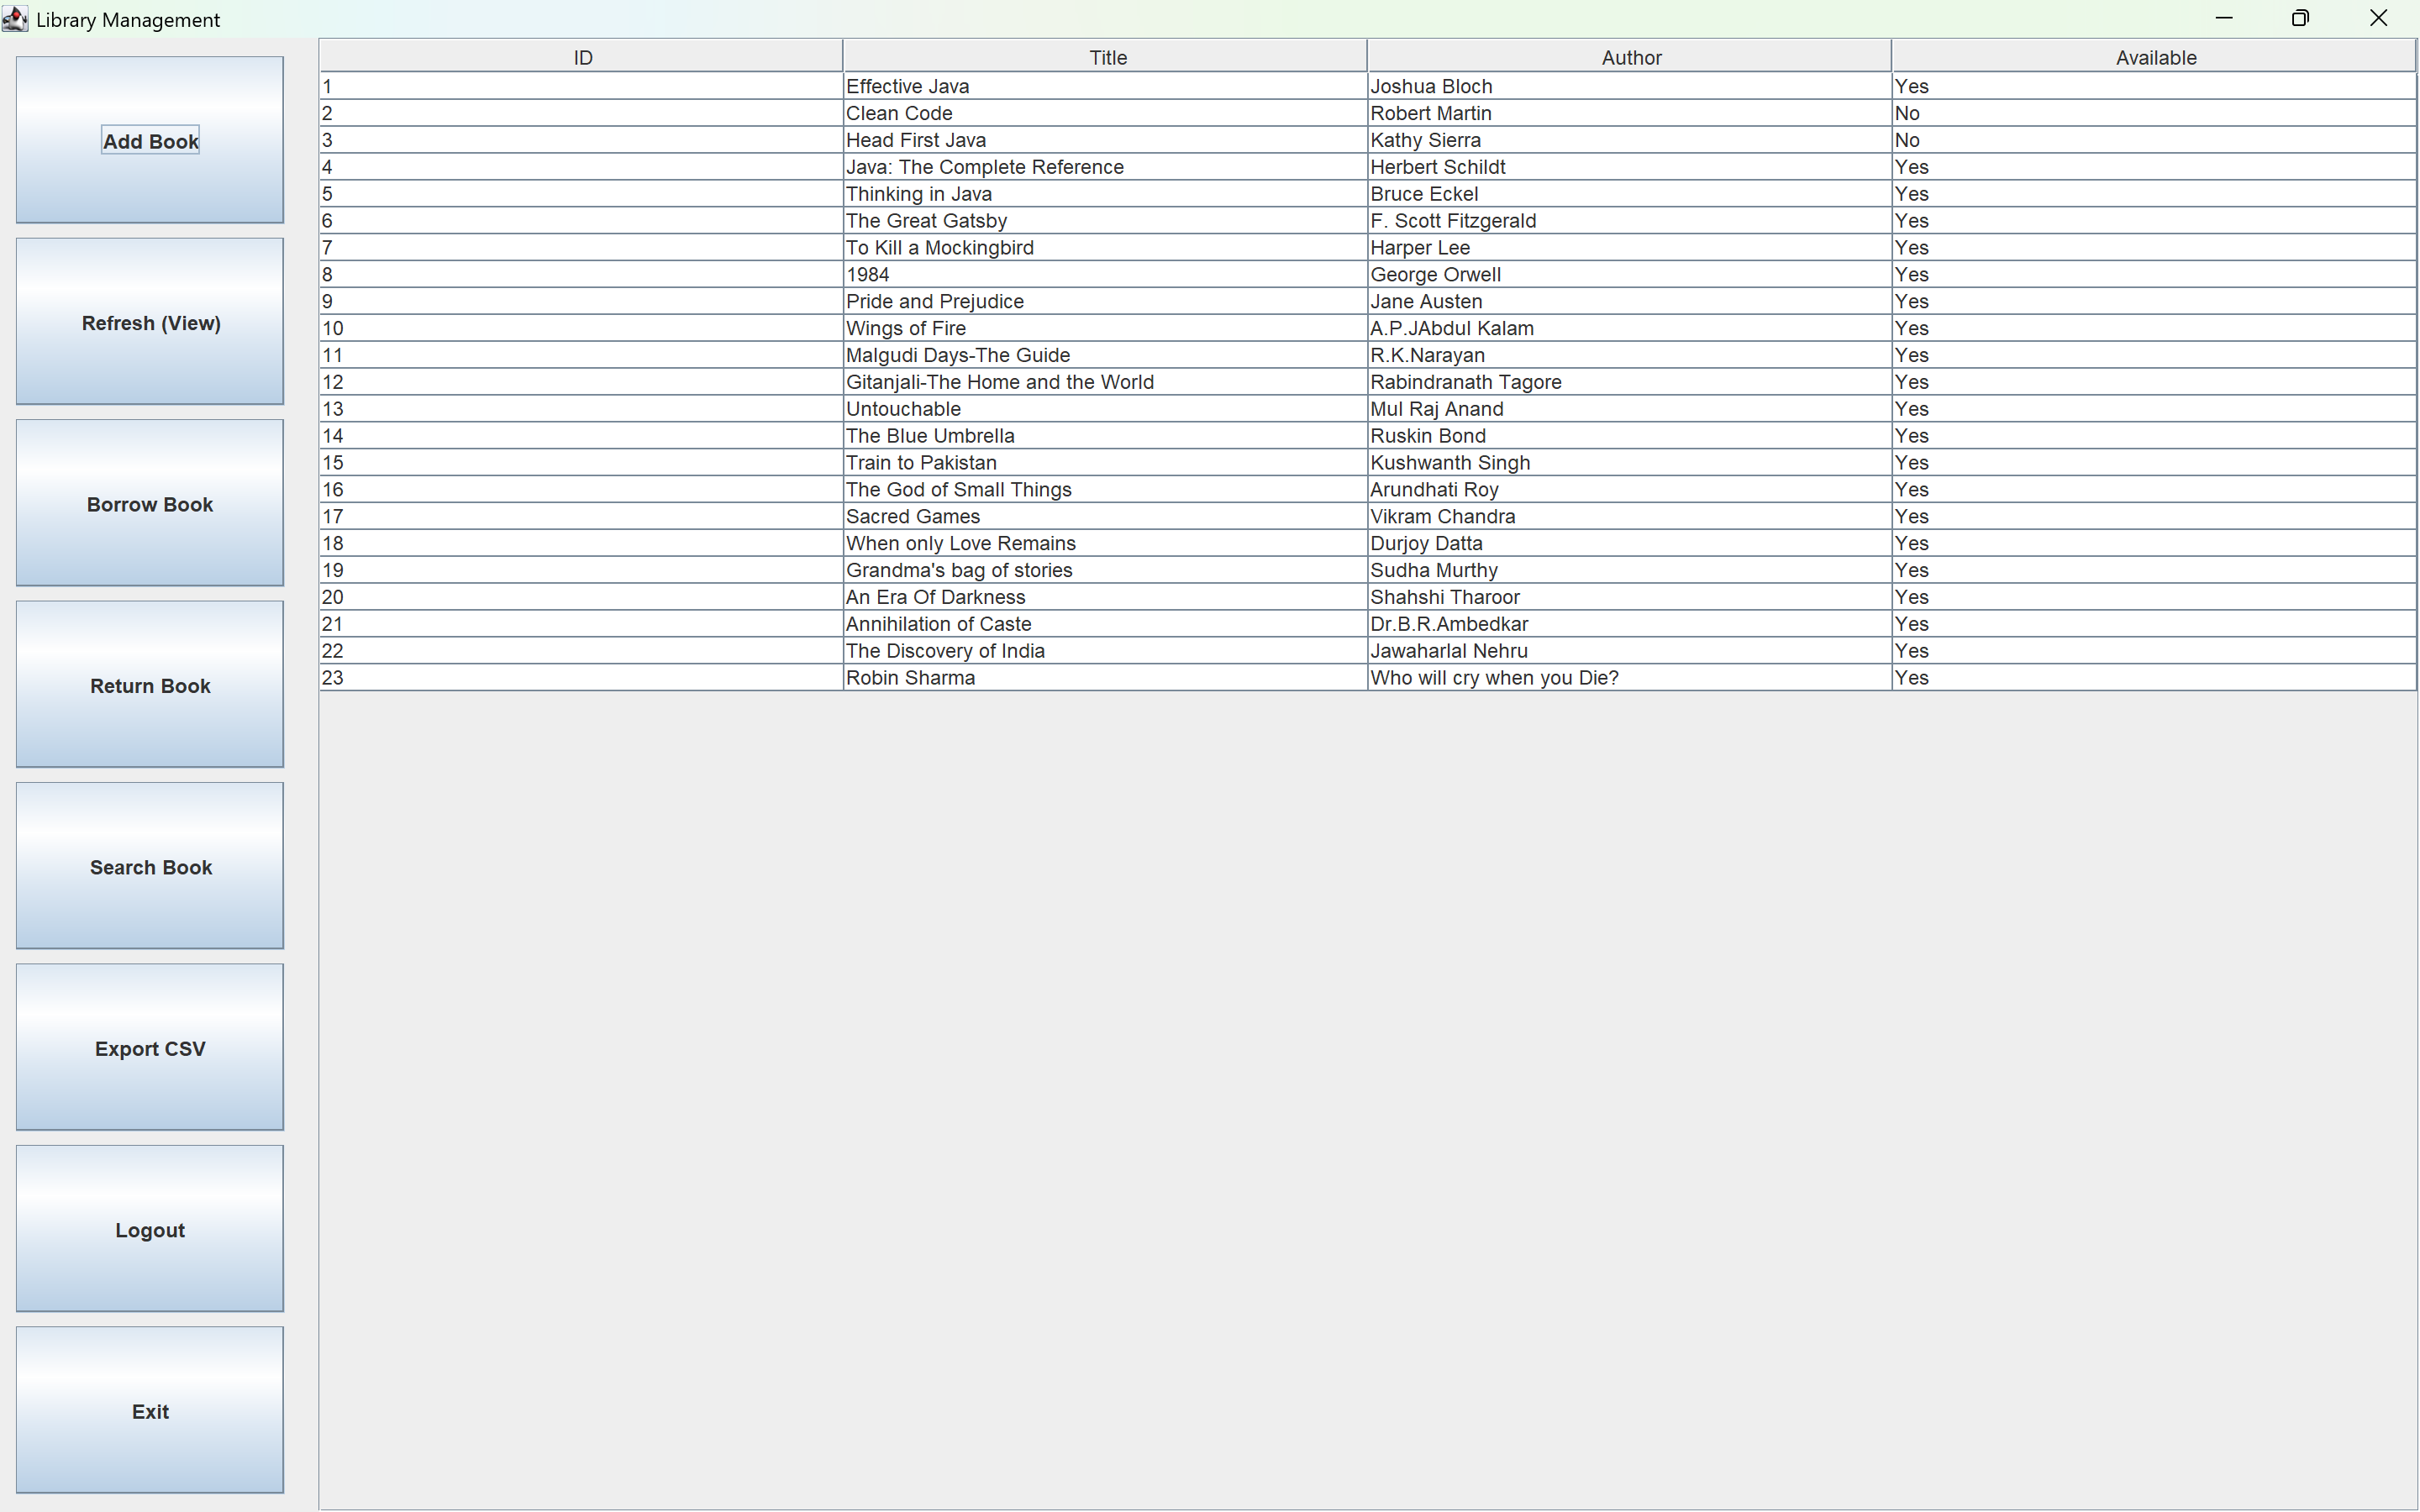 Library Management
Add Book
Refresh (View)
Borrow Book
Return Book
Search Book
Export CSV
Logout
Exit
ID Title Author Available
1 Effective Java Joshua Bloch Yes
2 Clean Code Robert Martin No
3 Head First Java Kathy Sierra No
4 Java: The Complete Reference Herbert Schildt Yes
5 Thinking in Java Bruce Eckel Yes
6 The Great Gatsby F. Scott Fitzgerald Yes
7 To Kill a Mockingbird Harper Lee Yes
8 1984 George Orwell Yes
9 Pride and Prejudice Jane Austen Yes
10 Wings of Fire A.P.JAbdul Kalam Yes
11 Malgudi Days-The Guide R.K.Narayan Yes
12 Gitanjali-The Home and the World Rabindranath Tagore Yes
13 Untouchable Mul Raj Anand Yes
14 The Blue Umbrella Ruskin Bond Yes
15 Train to Pakistan Kushwanth Singh Yes
16 The God of Small Things Arundhati Roy Yes
17 Sacred Games Vikram Chandra Yes
18 When only Love Remains Durjoy Datta Yes
19 Grandma's bag of stories Sudha Murthy Yes
20 An Era Of Darkness Shahshi Tharoor Yes
21 Annihilation of Caste Dr.B.R.Ambedkar Yes
22 The Discovery of India Jawaharlal Nehru Yes
23 Robin Sharma Who will cry when you Die? Yes